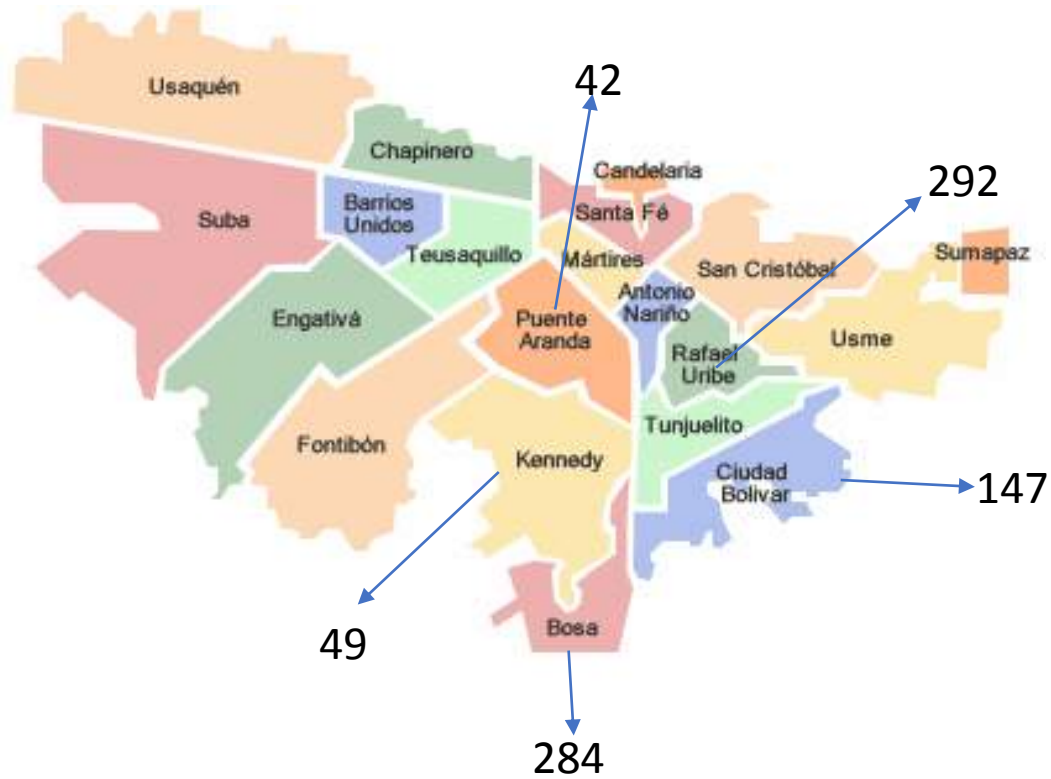 Usaquén
42
Chapinero
Candelaria
292
Barrios
Unidos
Suba
Santa Fé
Teusaquillo
Mártires
San Cristóbal
Sumapaz
Antonio
Nariño
Engativá
Puente
Aranda
Rafael
Uribe
Usme
Fontibón
Kennedy
Tunjuelito
Ciudad
Bolivar
147
49
Bosa
284